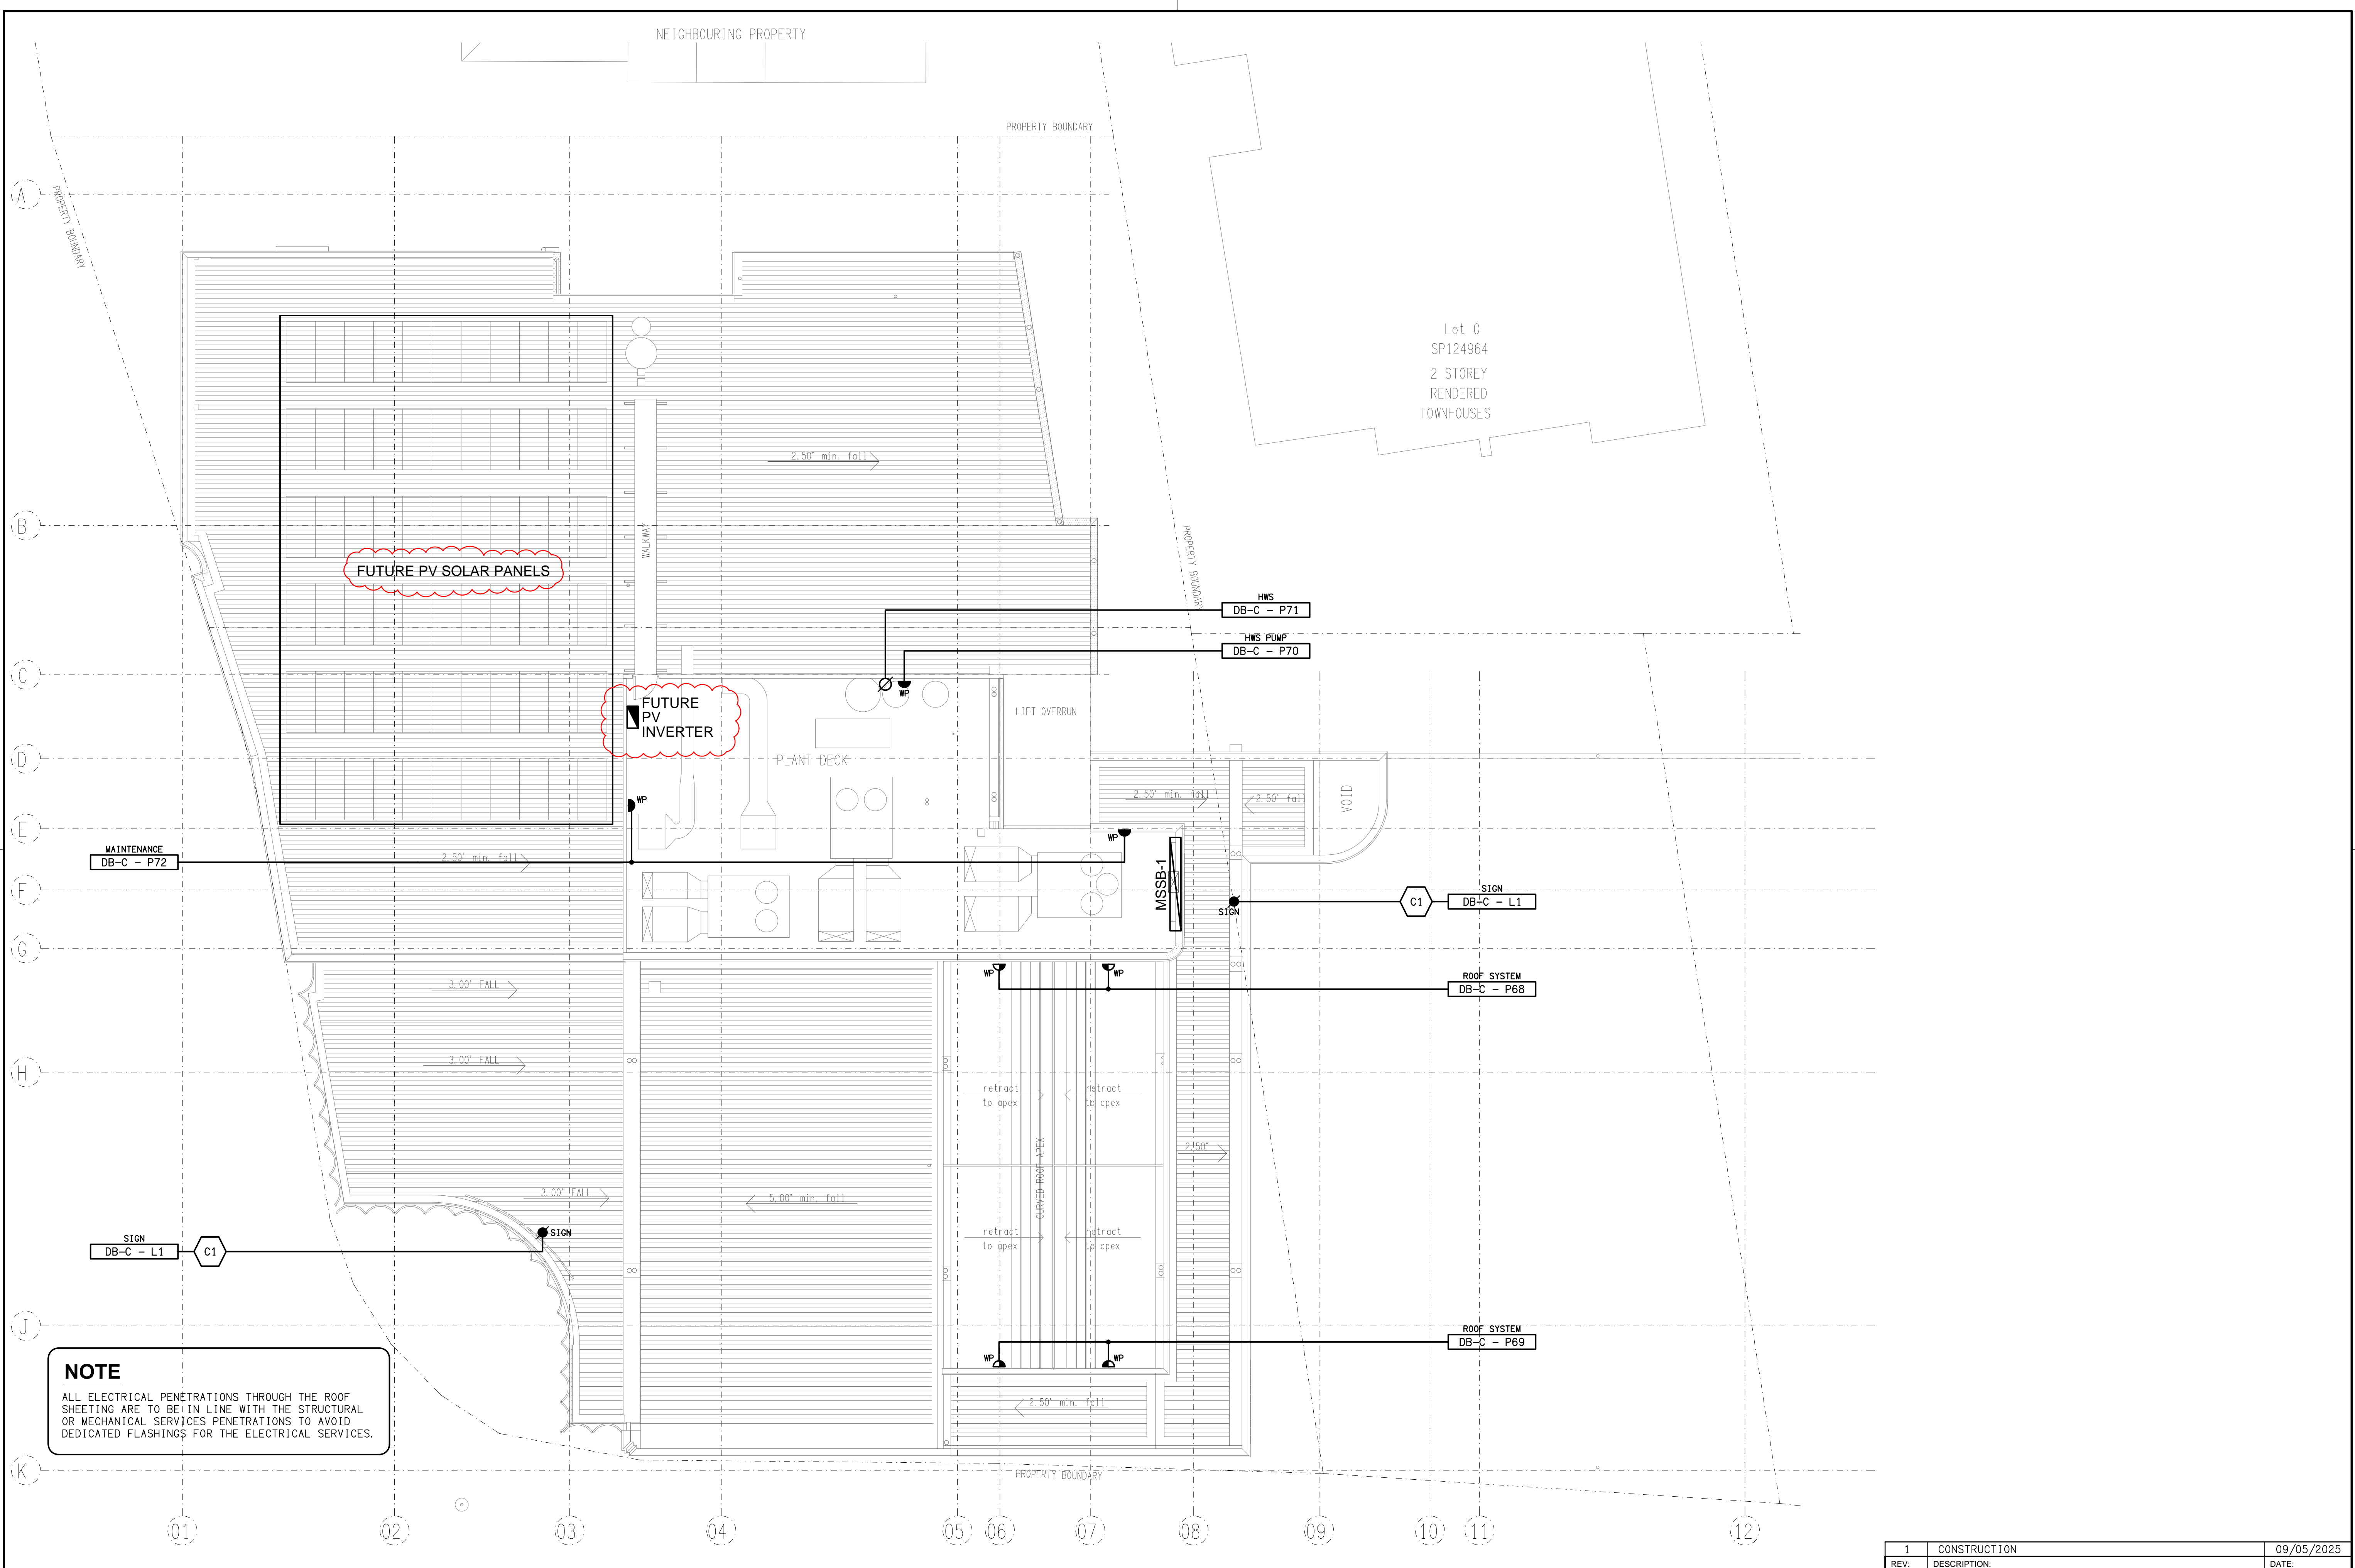 NEIGHBOURING PROPERTY
PROPERTY BOUNDARY
A
PROPERTY BOUNDARY
Lot 0
SP124964
2 STOREY
RENDERED
TOWNHOUSES
2.50° min. fall
B
WALKWAY
PROPERTY BOUNDARY
FUTURE PV SOLAR PANELS
HWS
DB-C - P71
HWS PUMP
DB-C - P70
C
WP
FUTURE
PV
INVERTER
LIFT OVERRUN
D
PLANT DECK
2.50° min. fall
2.50° fall
VOID
WP
E
WP
MAINTENANCE
DB-C - P72
2.50° min. fall
MSSB-1
F
SIGN
C1
SIGN
DB-C - L1
G
WP
WP
ROOF SYSTEM
DB-C - P68
3.00° FALL
3.00° FALL
H
retract
to apex
retract
to apex
CURVED ROOF APEX
2.50°
3.00° FALL
5.00° min. fall
retract
to apex
retract
to apex
SIGN
SIGN
DB-C - L1
C1
J
ROOF SYSTEM
DB-C - P69
WP
WP
NOTE
ALL ELECTRICAL PENETRATIONS THROUGH THE ROOF
SHEETING ARE TO BE IN LINE WITH THE STRUCTURAL
OR MECHANICAL SERVICES PENETRATIONS TO AVOID
DEDICATED FLASHINGS FOR THE ELECTRICAL SERVICES.
2.50° min. fall
K
PROPERTY BOUNDARY
01 02 03 04 05 06 07 08 09 10 11 12
1 CONSTRUCTION 09/05/2025
REV: DESCRIPTION: DATE: